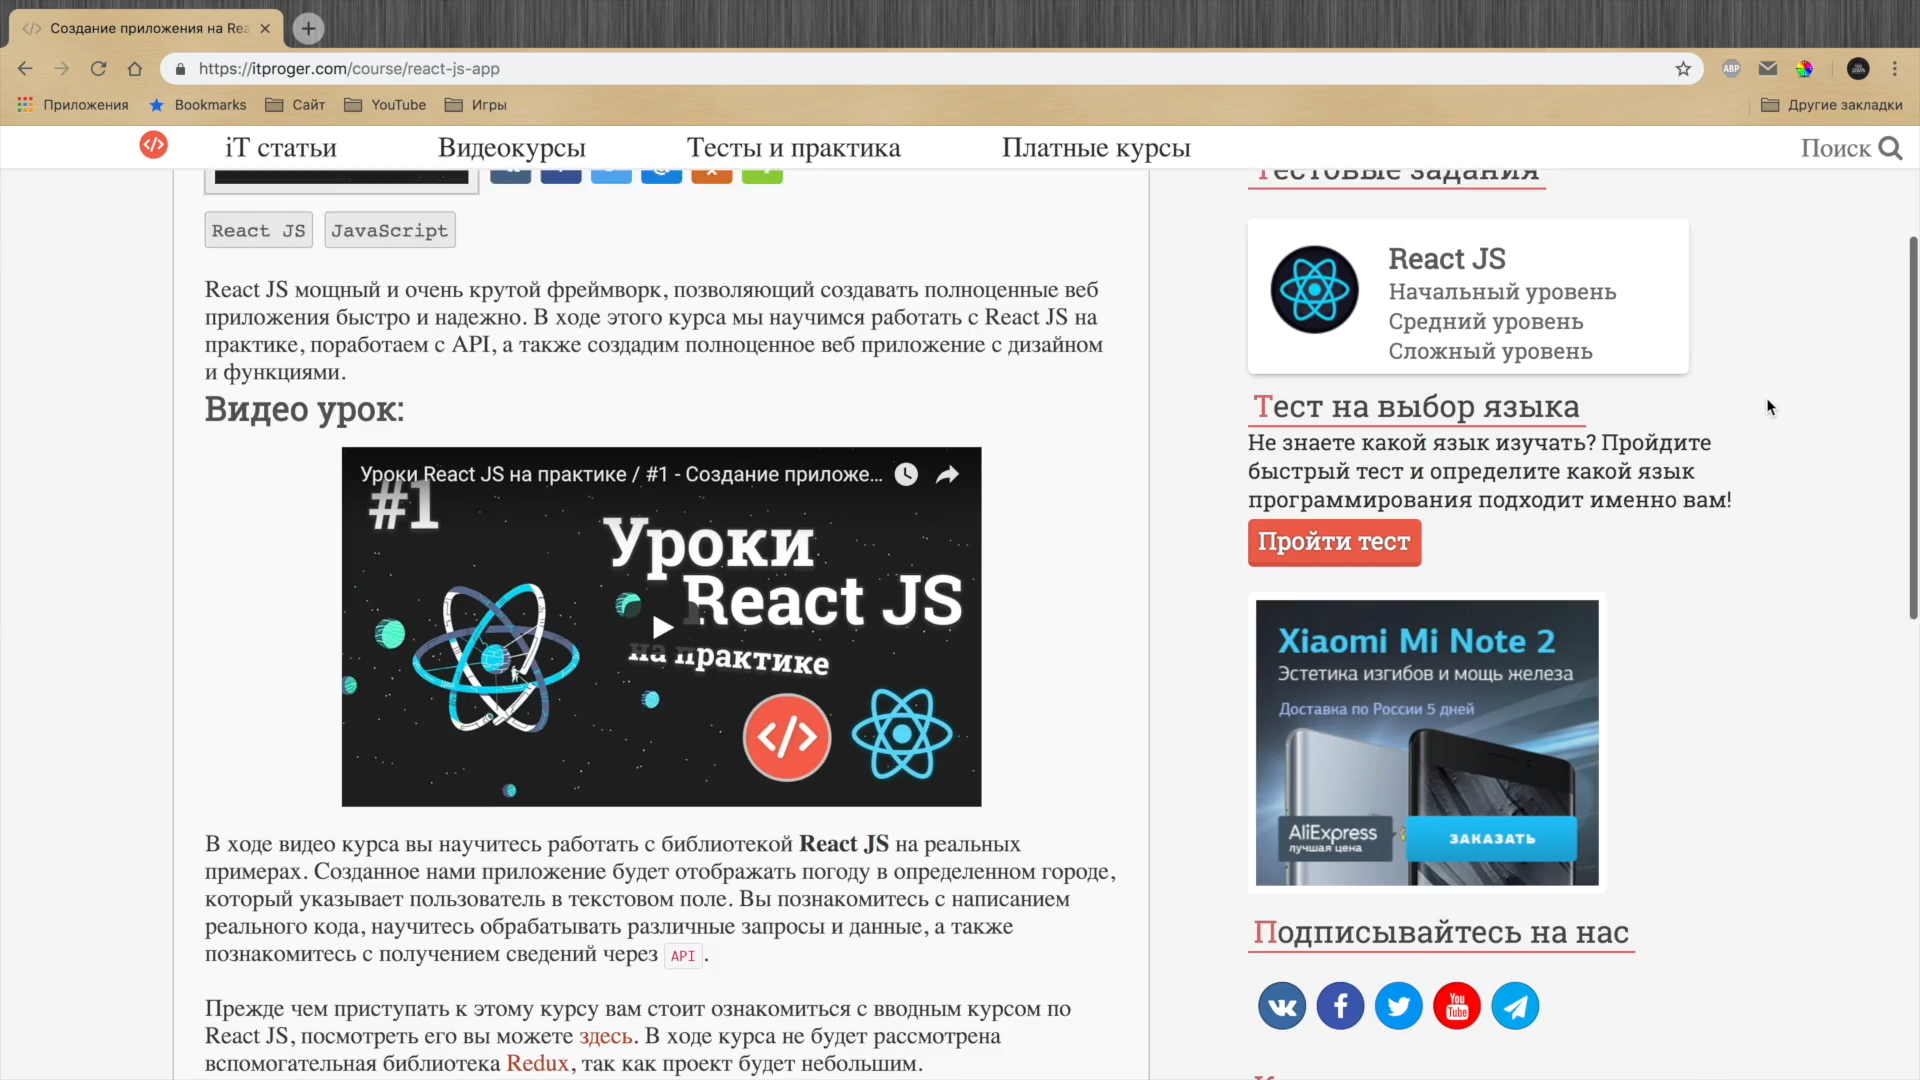 Создание приложения на Rea
https://itproger.com/course/react-js-app
ABP
Приложения
Bookmarks
Сайт
YouTube
Игры
Другие закладки
iT статьи
Видеокурсы
Тесты и практика
Платные курсы
Поиск
React JS
JavaScript
React JS мощный и очень крутой фреймворк, позволяющий создавать полноценные веб
приложения быстро и надежно. В ходе этого курса мы научимся работать с React JS на
практике, поработаем с API, а также создадим полноценное веб приложение с дизайном
и функциями.
Видео урок:
Уроки React JS на практике / #1 - Создание приложе...
#1
Уроки
React JS
на практике
В ходе видео курса вы научитесь работать с библиотекой React JS на реальных
примерах. Созданное нами приложение будет отображать погоду в определенном городе,
который указывает пользователь в текстовом поле. Вы познакомитесь с написанием
реального кода, научитесь обрабатывать различные запросы и данные, а также
познакомитесь с получением сведений через API.
Прежде чем приступать к этому курсу вам стоит ознакомиться с вводным курсом по
React JS, посмотреть его вы можете здесь. В ходе курса не будет рассмотрена
вспомогательная библиотека Redux, так как проект будет небольшим.
Тестовые задания
React JS
Начальный уровень
Средний уровень
Сложный уровень
Тест на выбор языка
Не знаете какой язык изучать? Пройдите
быстрый тест и определите какой язык
программирования подходит именно вам!
Пройти тест
Xiaomi Mi Note 2
Эстетика изгибов и мощь железа
Доставка по России 5 дней
AliExpress
лучшая цена
ЗАКАЗАТЬ
Подписывайтесь на нас
You
Tube